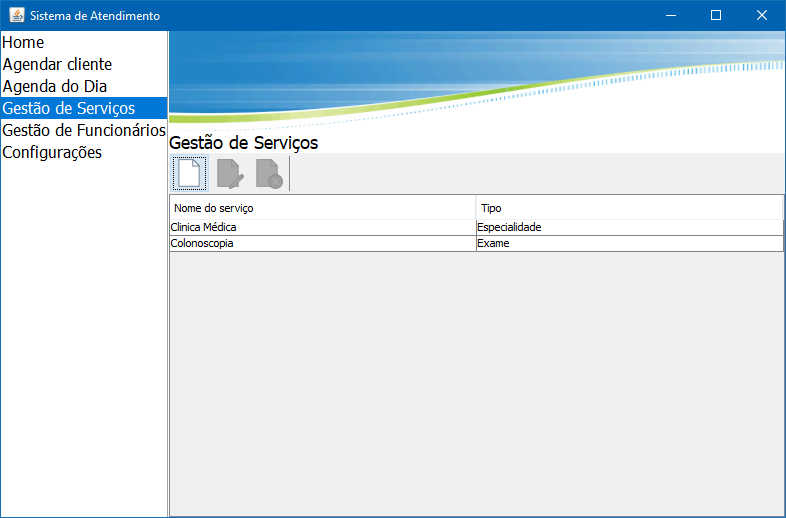 Sistema de Atendimento
Home
Agendar cliente
Agenda do Dia
Gestão de Serviços
Gestão de Funcionários
Configurações
Gestão de Serviços
Nome do serviço Tipo
Clinica Médica Especialidade
Colonoscopia Exame